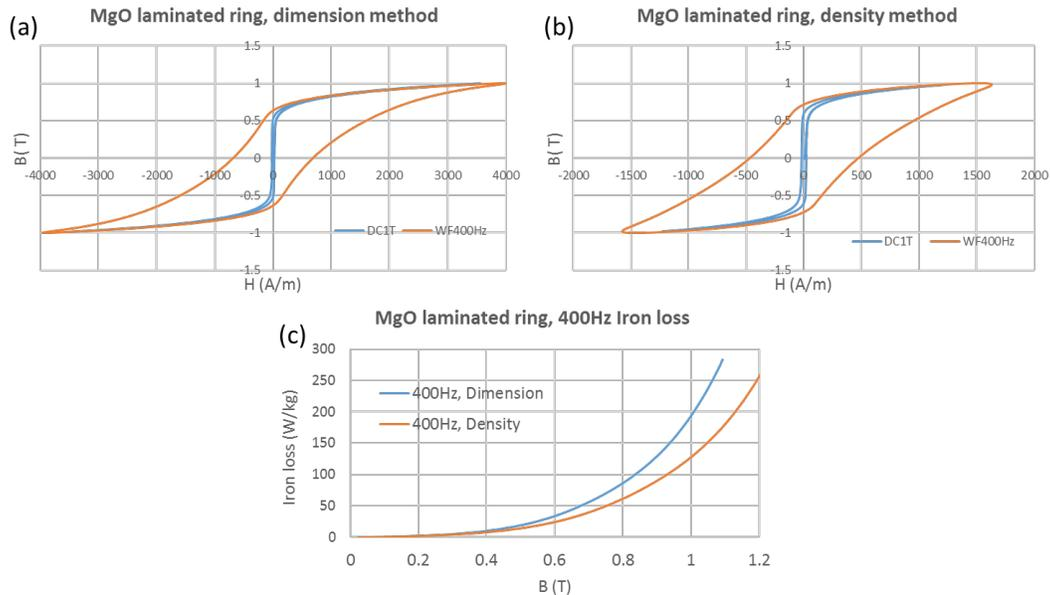 (a)
MgO laminated ring, dimension method
1.5
1
0.5
0
-0.5
-1
-1.5
-4000 -3000 -2000 -1000 0 1000 2000 3000 4000
B( T)
DC1T WF400Hz
H (A/m)
(b)
MgO laminated ring, density method
1.5
1
0.5
0
-0.5
-1
-1.5
-2000 -1500 -1000 -500 0 500 1000 1500 2000
B( T)
DC1T WF400Hz
H (A/m)
(c)
MgO laminated ring, 400Hz Iron loss
300
250
200
150
100
50
0
Iron loss (W/kg)
400Hz, Dimension
400Hz, Density
0 0.2 0.4 0.6 0.8 1 1.2
B (T)